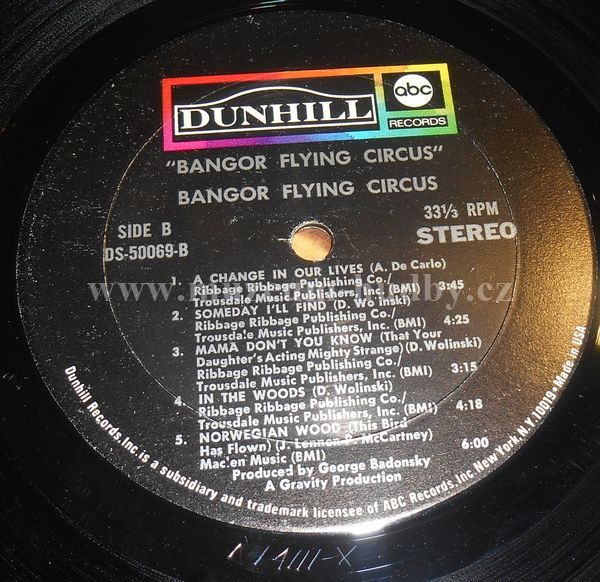 DUNHILL
abc
RECORDS
"BANGOR FLYING CIRCUS"
BANGOR FLYING CIRCUS
SIDE B
DS-50069-B
33⅓ RPM
STEREO
1. A CHANGE IN OUR LIVES (A. De Carlo)
Ribbage Ribbage Publishing Co./
Trousdale Music Publishers, Inc. (BMI) 3:45
2. SOMEDAY I'LL FIND (D. Wolinski)
Ribbage Ribbage Publishing Co./
Trousdale Music Publishers, Inc. (BMI) 4:25
3. MAMA DON'T YOU KNOW (That Your
Daughter's Acting Mighty Strange) (D. Wolinski)
Ribbage Ribbage Publishing Co./
Trousdale Music Publishers, Inc. (BMI) 3:15
4. IN THE WOODS (D. Wolinski)
Ribbage Ribbage Publishing Co./
Trousdale Music Publishers, Inc. (BMI) 4:18
5. NORWEGIAN WOOD (This Bird
Has Flown) (J. Lennon P. McCartney)
Maclen Music (BMI) 6:00
Produced by George Badonsky
A Gravity Production
Dunhill Records, Inc. is a subsidiary and trademark licensee of ABC Records, Inc. New York, N.Y. 10019 • Made in USA